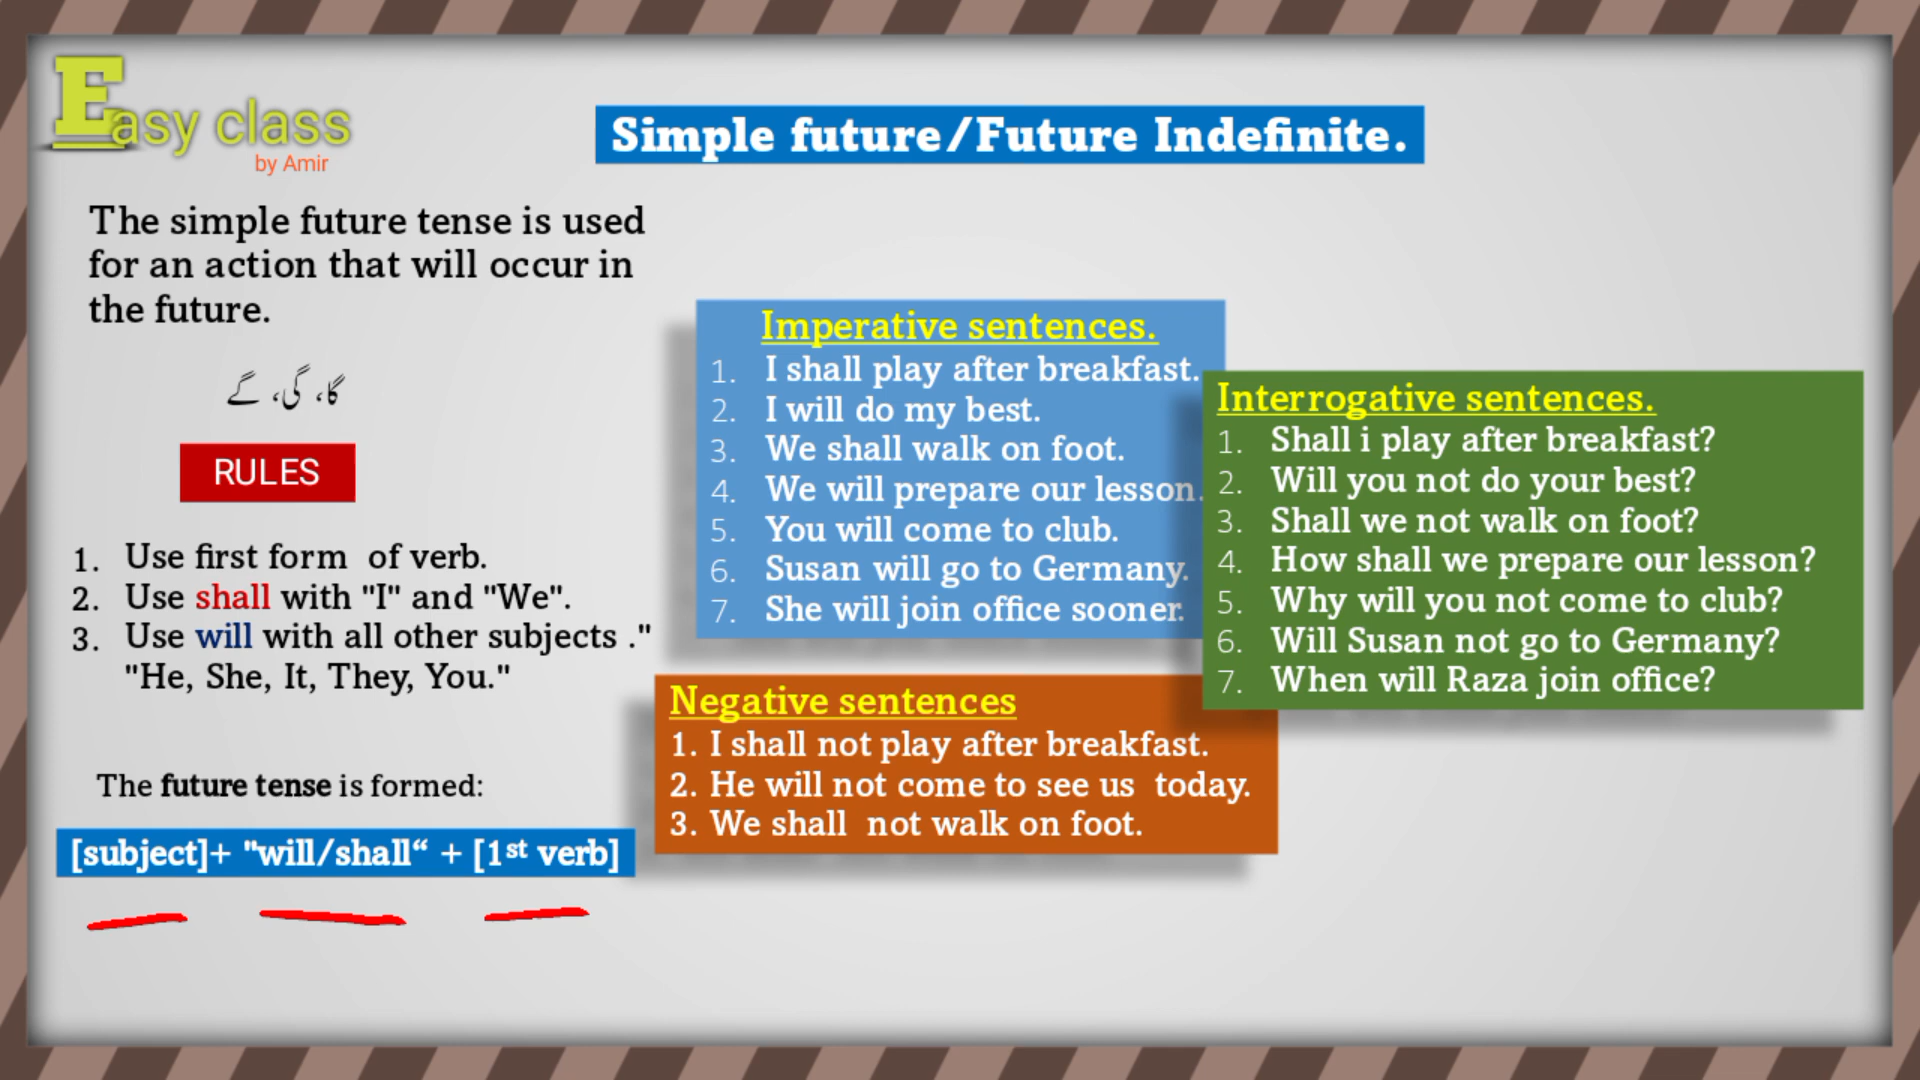 Easy class
by Amir
Simple future/Future Indefinite.
The simple future tense is used
for an action that will occur in
the future.
گا، گی، گے
RULES
1. Use first form of verb.
2. Use shall with "I" and "We".
3. Use will with all other subjects ."
"He, She, It, They, You."
The future tense is formed:
[subject]+ "will/shall“ + [1st verb]
Imperative sentences.
1. I shall play after breakfast.
2. I will do my best.
3. We shall walk on foot.
4. We will prepare our lesson.
5. You will come to club.
6. Susan will go to Germany.
7. She will join office sooner.
Negative sentences
1. I shall not play after breakfast.
2. He will not come to see us today.
3. We shall not walk on foot.
Interrogative sentences.
1. Shall i play after breakfast?
2. Will you not do your best?
3. Shall we not walk on foot?
4. How shall we prepare our lesson?
5. Why will you not come to club?
6. Will Susan not go to Germany?
7. When will Raza join office?